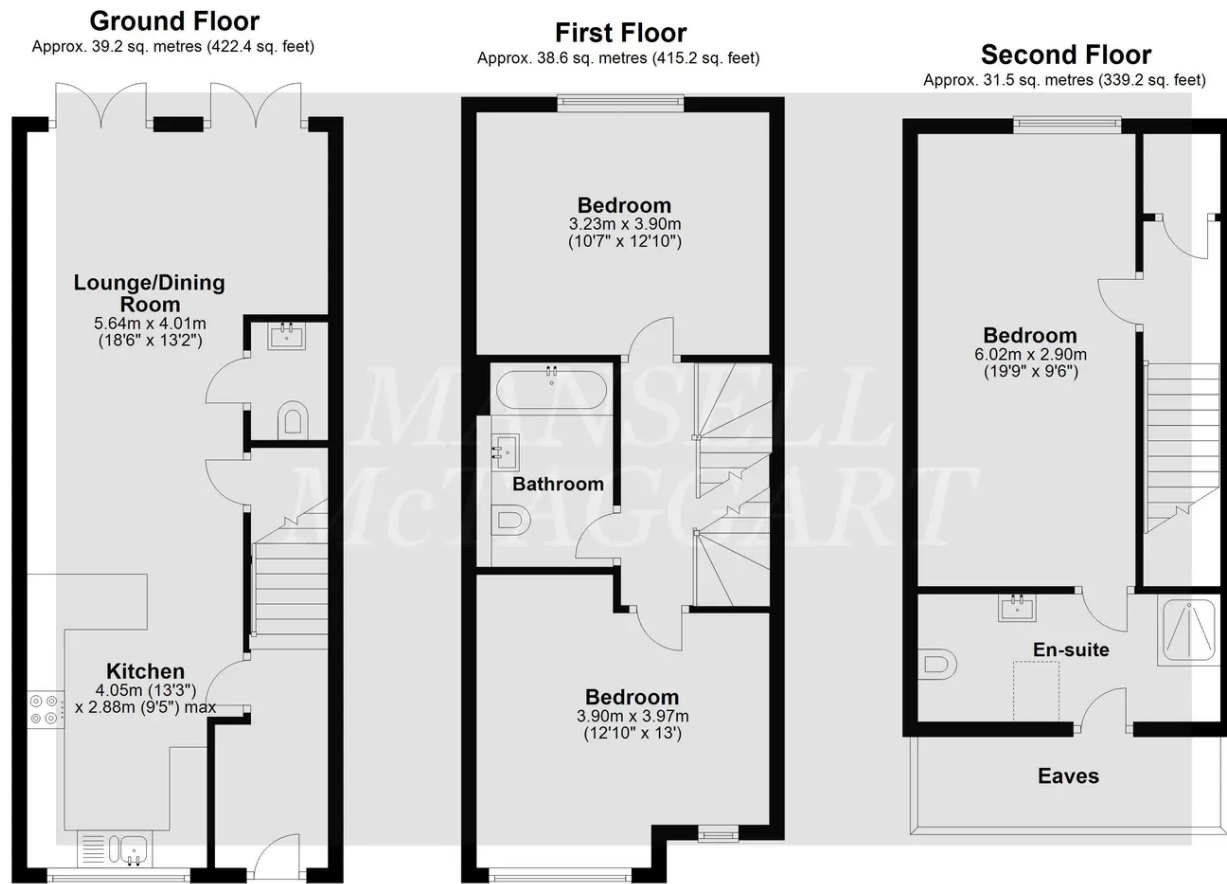 Ground Floor
Approx. 39.2 sq. metres (422.4 sq. feet)
First Floor
Approx. 38.6 sq. metres (415.2 sq. feet)
Second Floor
Approx. 31.5 sq. metres (339.2 sq. feet)
Lounge/Dining
Room
5.64m x 4.01m
(18'6" x 13'2")
Kitchen
4.05m (13'3")
x 2.88m (9'5") max
Bedroom
3.23m x 3.90m
(10'7" x 12'10")
Bathroom
Bedroom
3.90m x 3.97m
(12'10" x 13')
Bedroom
6.02m x 2.90m
(19'9" x 9'6")
En-suite
Eaves
MANSELL
McTAGGART